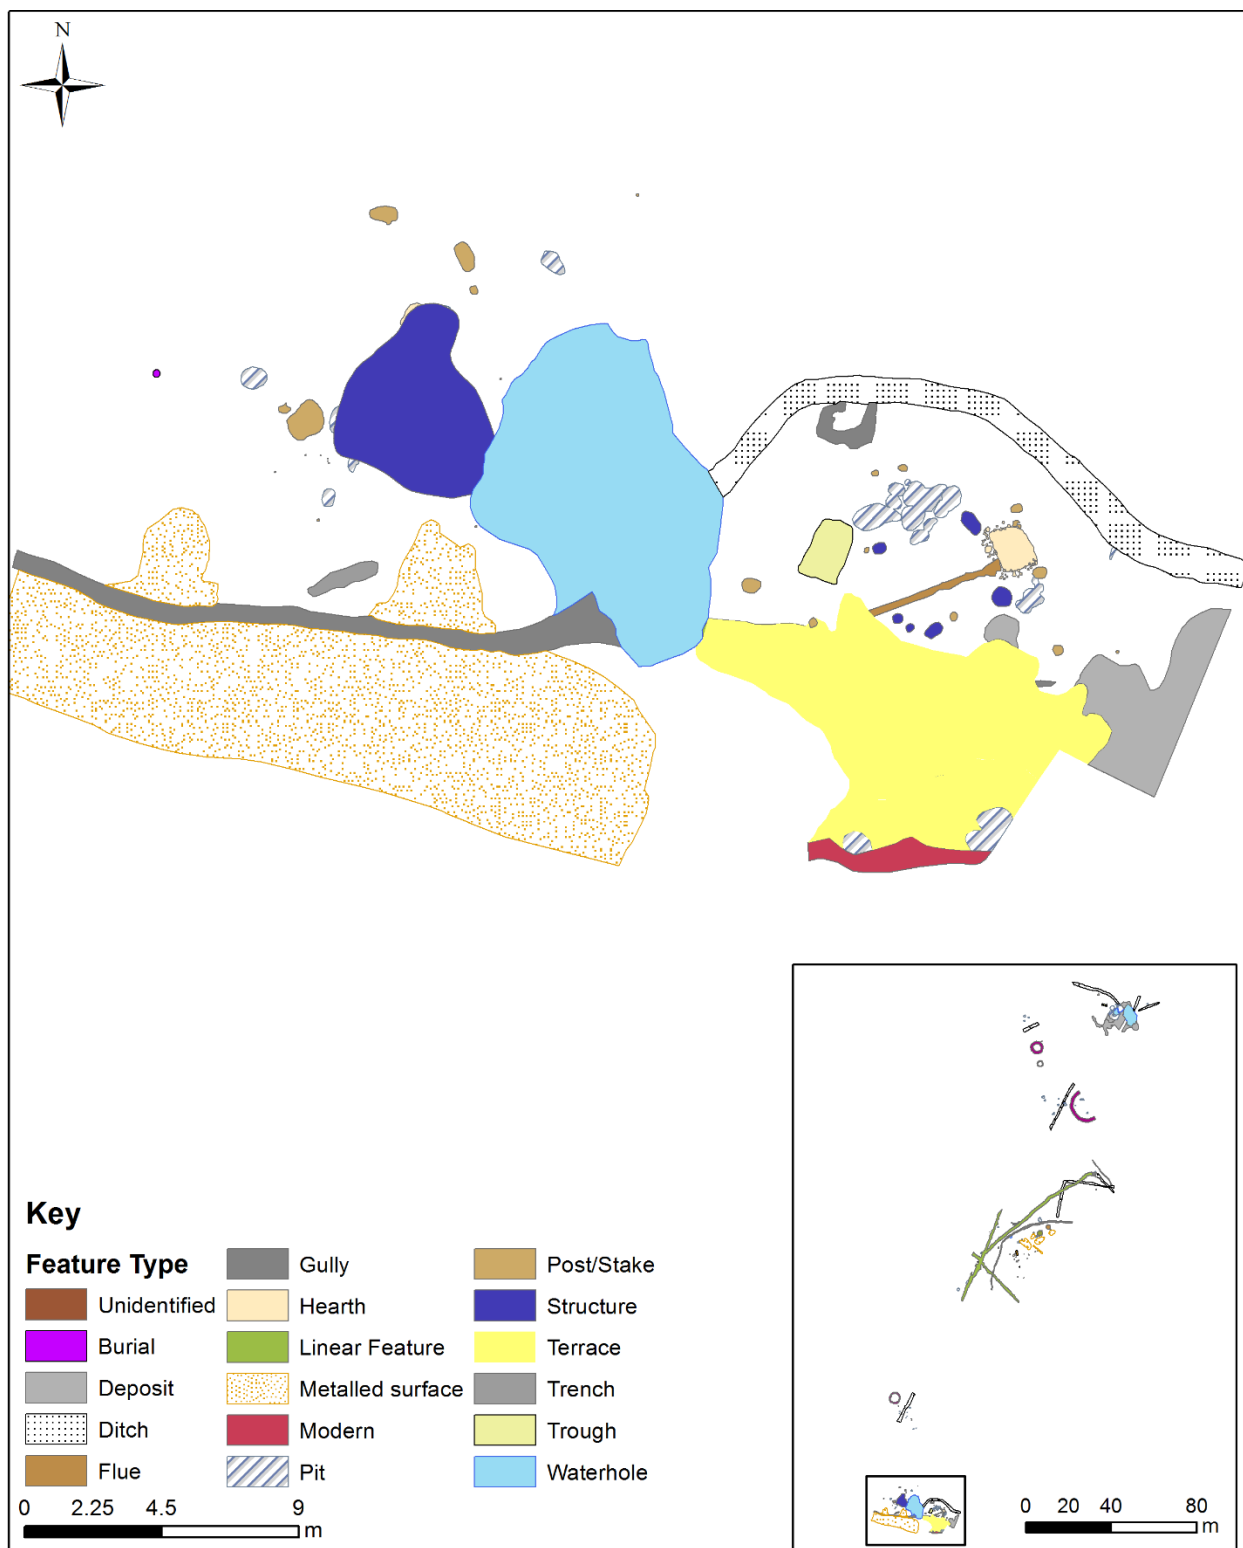 N
Key
Feature Type
Unidentified
Burial
Deposit
Ditch
Flue
Gully
Hearth
Linear Feature
Metalled surface
Modern
Pit
Post/Stake
Structure
Terrace
Trench
Trough
Waterhole
0 2.25 4.5 9
m
0 20 40 80
m